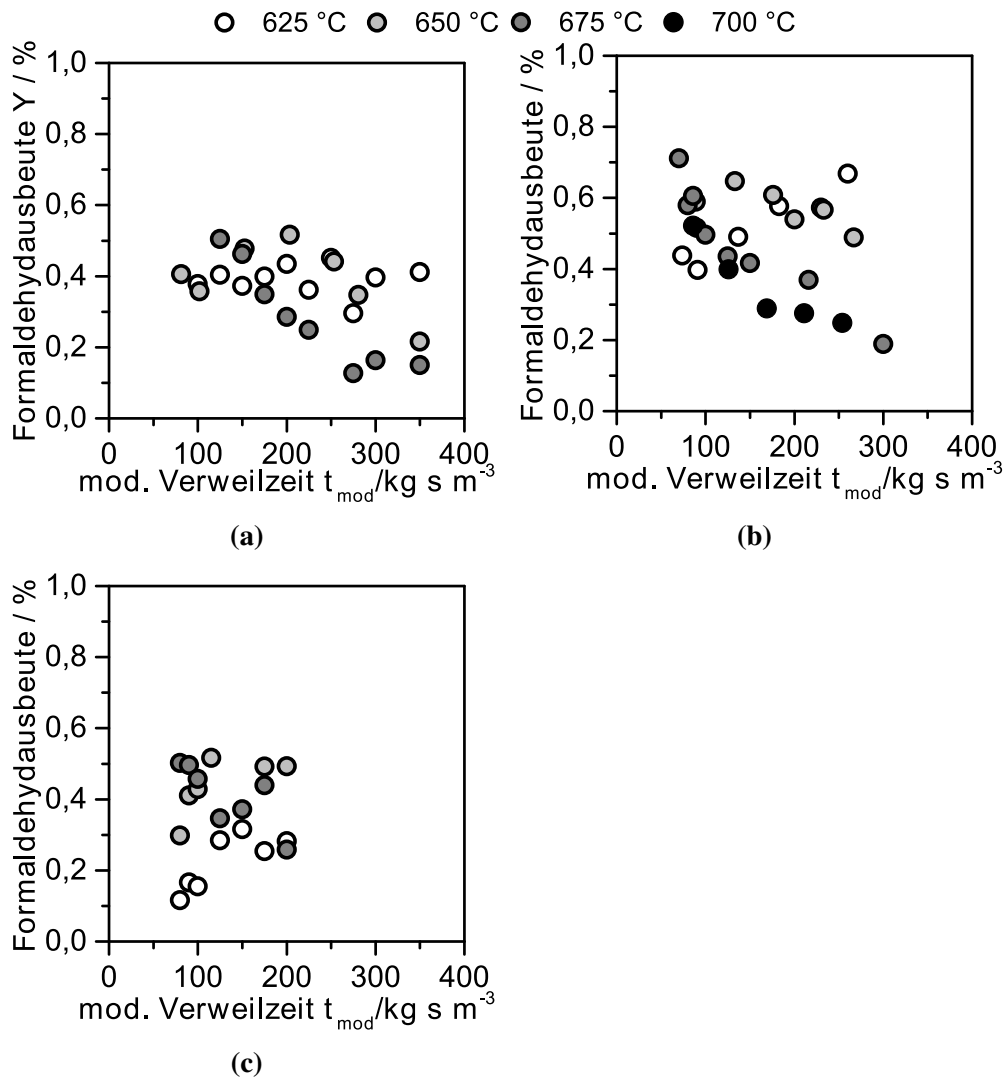 625 °C 650 °C 675 °C 700 °C
Formaldehydausbeute Y / %
1,0
0,8
0,6
0,4
0,2
0,0
0 100 200 300 400
mod. Verweilzeit t_mod/kg s m⁻³
(a)
Formaldehydausbeute / %
1,0
0,8
0,6
0,4
0,2
0,0
0 100 200 300 400
mod. Verweilzeit t_mod/kg s m⁻³
(b)
Formaldehydausbeute / %
1,0
0,8
0,6
0,4
0,2
0,0
0 100 200 300 400
mod. Verweilzeit t_mod/kg s m⁻³
(c)